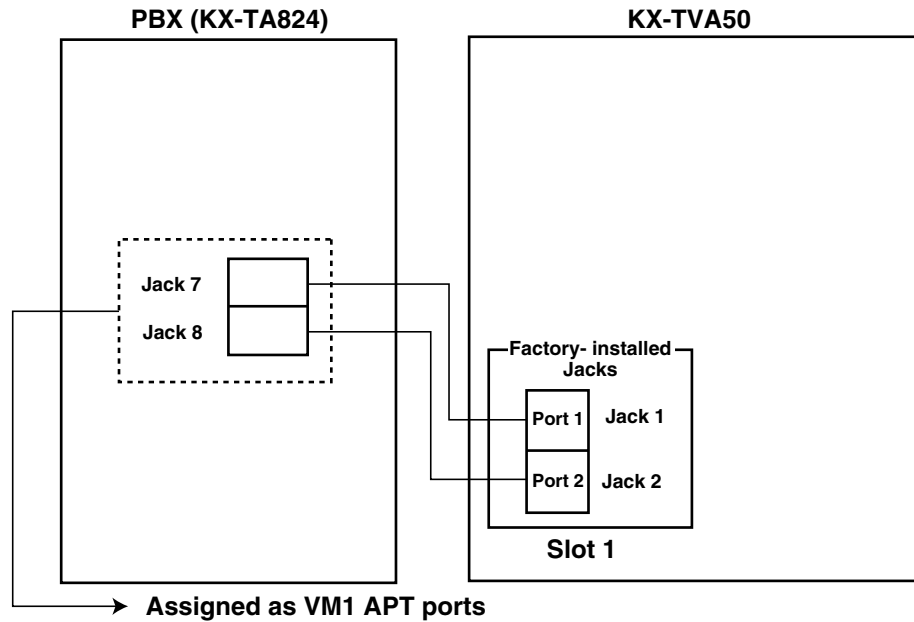 PBX (KX-TA824)
KX-TVA50
Jack 7
Jack 8
Factory- installed
Jacks
Port 1
Jack 1
Port 2
Jack 2
Slot 1
Assigned as VM1 APT ports